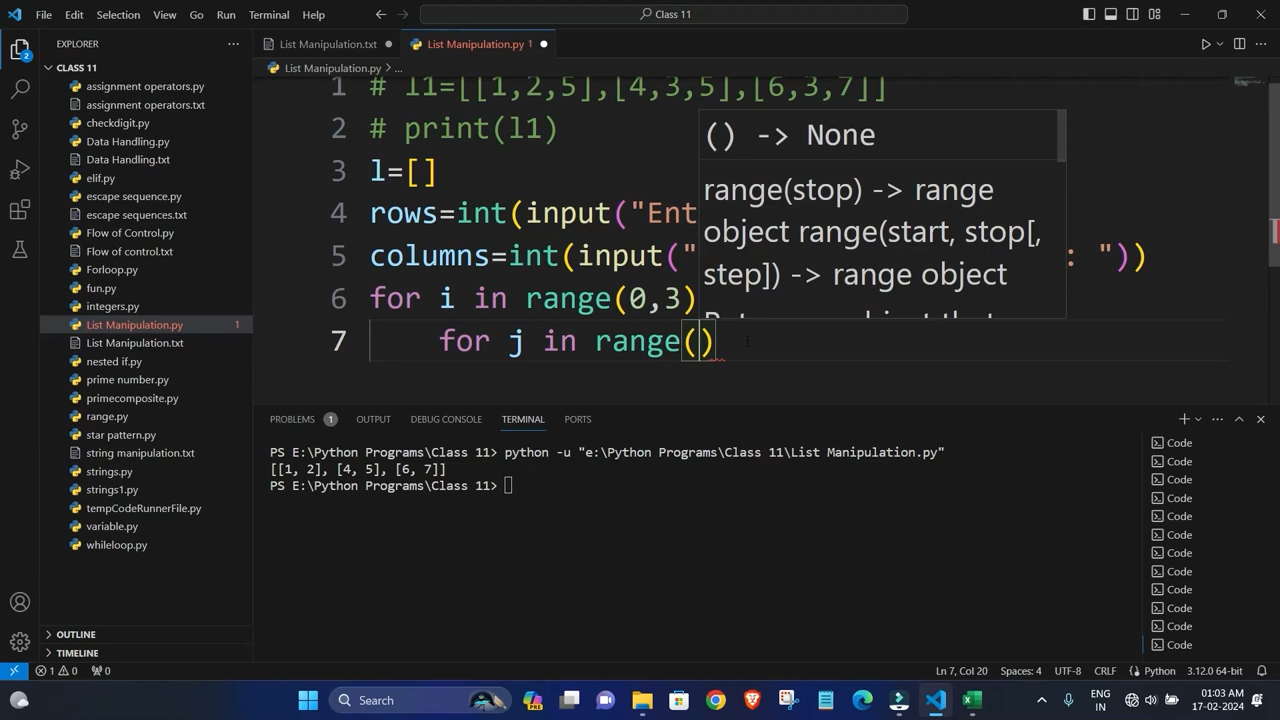 File Edit Selection View Go Run Terminal Help
Class 11
EXPLORER
List Manipulation.txt
List Manipulation.py 1
CLASS 11
List Manipulation.py > ...
assignment operators.py
assignment operators.txt
checkdigit.py
Data Handling.py
Data Handling.txt
elif.py
escape sequence.py
escape sequences.txt
Flow of Control.py
Flow of control.txt
Forloop.py
fun.py
integers.py
List Manipulation.py 1
List Manipulation.txt
nested if.py
prime number.py
primecomposite.py
range.py
star pattern.py
string manipulation.txt
strings.py
strings1.py
tempCodeRunnerFile.py
variable.py
whileloop.py
OUTLINE
TIMELINE
2
1 # l1=[[1,2,5],[4,3,5],[6,3,7]]
2 # print(l1)
3 l=[]
4 rows=int(input("Ent
5 columns=int(input(" : "))
6 for i in range(0,3)
7 for j in range()
() -> None
range(stop) -> range
object range(start, stop[,
step]) -> range object
PROBLEMS 1 OUTPUT DEBUG CONSOLE TERMINAL PORTS
PS E:\Python Programs\Class 11> python -u "e:\Python Programs\Class 11\List Manipulation.py"
[[1, 2], [4, 5], [6, 7]]
PS E:\Python Programs\Class 11>
Code
Code
Code
Code
Code
Code
Code
Code
Code
Code
Code
Code
1 0 0 Ln 7, Col 20 Spaces: 4 UTF-8 CRLF Python 3.12.0 64-bit
Search
PRE
ENG
IN
01:03 AM
17-02-2024